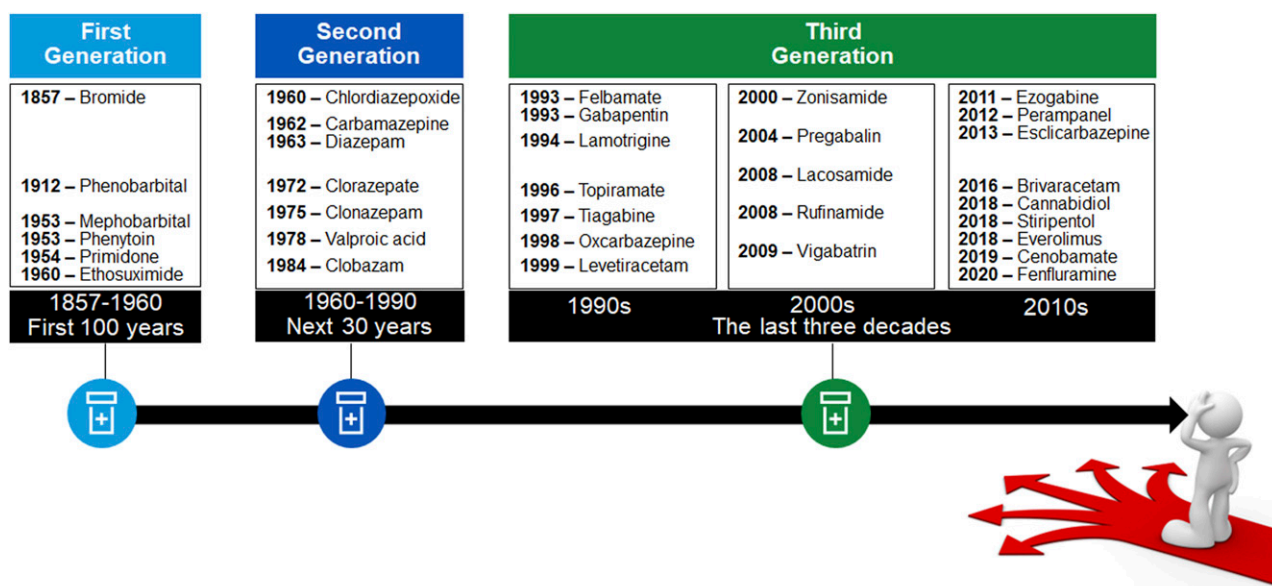 First
Generation
1857 – Bromide
1912 – Phenobarbital
1953 – Mephobarbital
1953 – Phenytoin
1954 – Primidone
1960 – Ethosuximide
1857-1960
First 100 years
Second
Generation
1960 – Chlordiazepoxide
1962 – Carbamazepine
1963 – Diazepam
1972 – Clorazepate
1975 – Clonazepam
1978 – Valproic acid
1984 – Clobazam
1960-1990
Next 30 years
Third
Generation
1993 – Felbamate
1993 – Gabapentin
1994 – Lamotrigine
1996 – Topiramate
1997 – Tiagabine
1998 – Oxcarbazepine
1999 – Levetiracetam
2000 – Zonisamide
2004 – Pregabalin
2008 – Lacosamide
2008 – Rufinamide
2009 – Vigabatrin
2011 – Ezogabine
2012 – Perampanel
2013 – Esclicarbazepine
2016 – Brivaracetam
2018 – Cannabidiol
2018 – Stiripentol
2018 – Everolimus
2019 – Cenobamate
2020 – Fenfluramine
1990s
2000s
2010s
The last three decades